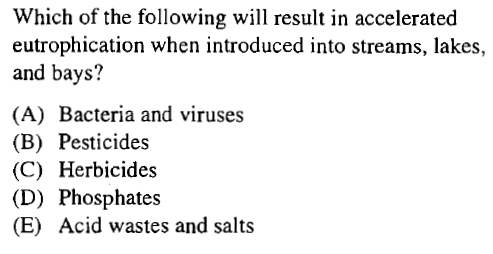 Which of the following will result in accelerated
eutrophication when introduced into streams, lakes,
and bays?
(A) Bacteria and viruses
(B) Pesticides
(C) Herbicides
(D) Phosphates
(E) Acid wastes and salts